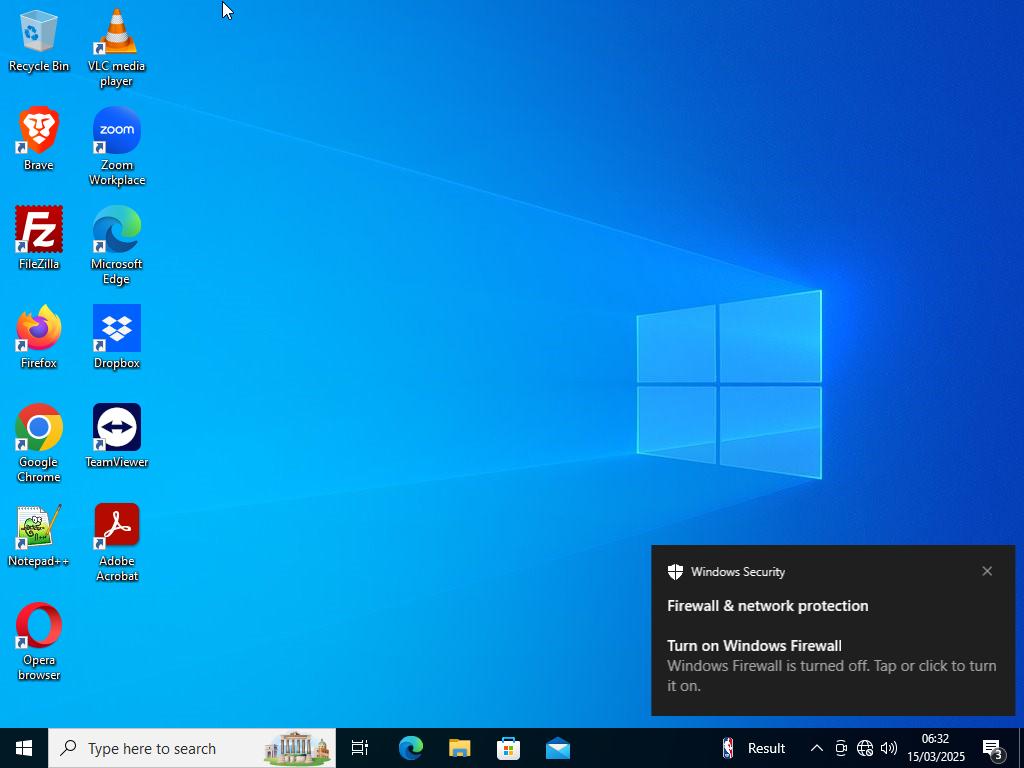 Recycle Bin
VLC media
player
Brave
zoom
Zoom
Workplace
Fz
FileZilla
Microsoft
Edge
Firefox
Dropbox
Google
Chrome
TeamViewer
Notepad++
Adobe
Acrobat
Opera
browser
Windows Security
Firewall & network protection
Turn on Windows Firewall
Windows Firewall is turned off. Tap or click to turn
it on.
Type here to search
Result
06:32
15/03/2025
3